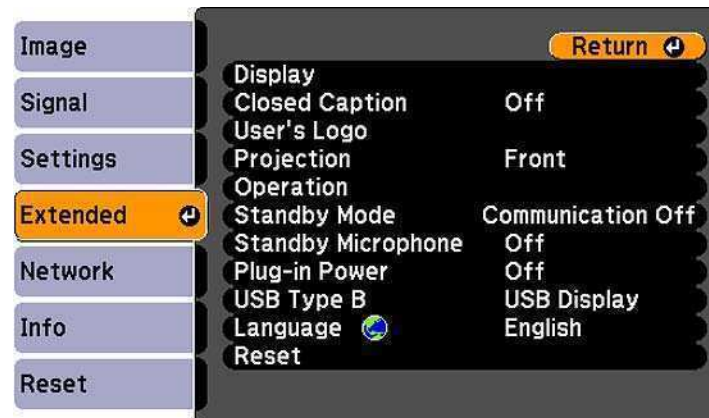 Image
Signal
Settings
Extended
Network
Info
Reset
Return
Display
Closed Caption Off
User's Logo
Projection Front
Operation
Standby Mode Communication Off
Standby Microphone Off
Plug-in Power Off
USB Type B USB Display
Language English
Reset